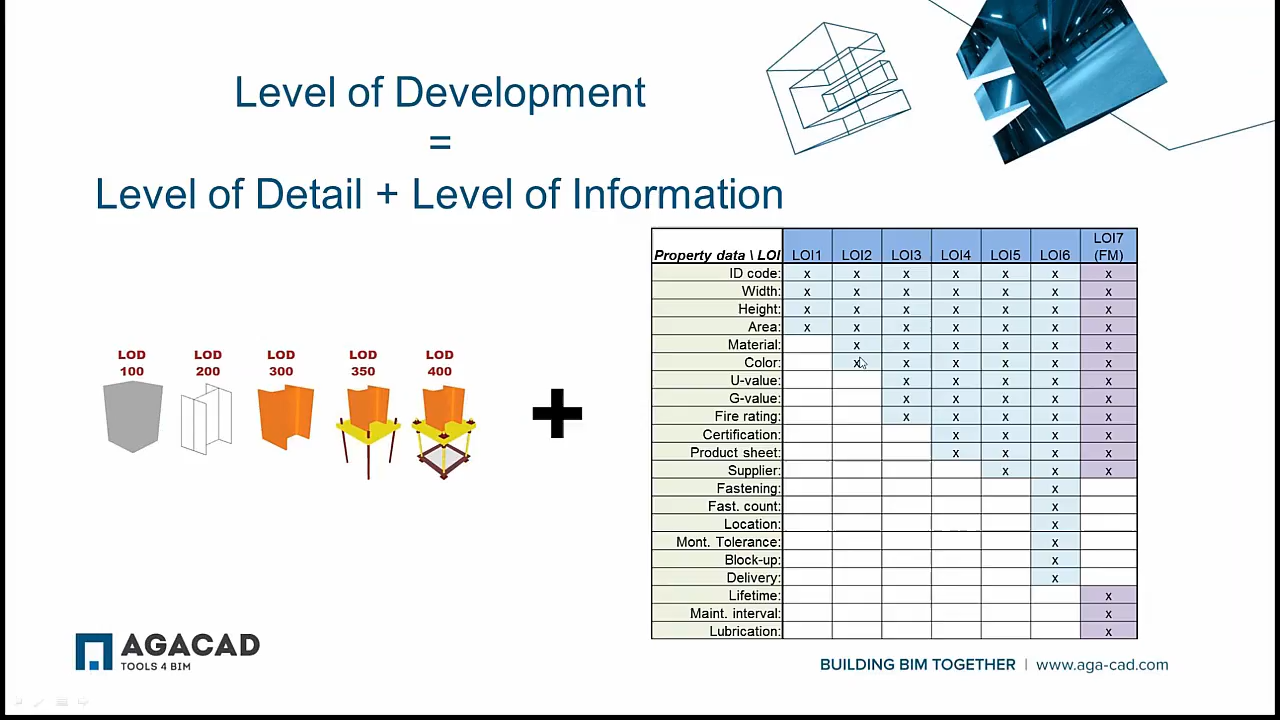 Level of Development
=
Level of Detail + Level of Information
LOD 100
LOD 200
LOD 300
LOD 350
LOD 400
+
Property data \ LOI LOI1 LOI2 LOI3 LOI4 LOI5 LOI6 LOI7 (FM)
ID code: x x x x x x x
Width: x x x x x x x
Height: x x x x x x x
Area: x x x x x x x
Material: x x x x x x
Color: x x x x x x
U-value: x x x x x
G-value: x x x x x
Fire rating: x x x x x
Certification: x x x x
Product sheet: x x x x
Supplier: x x x
Fastening: x
Fast. count: x
Location: x
Mont. Tolerance: x
Block-up: x
Delivery: x
Lifetime: x
Maint. interval: x
Lubrication: x
AGACAD
TOOLS 4 BIM
BUILDING BIM TOGETHER | www.aga-cad.com